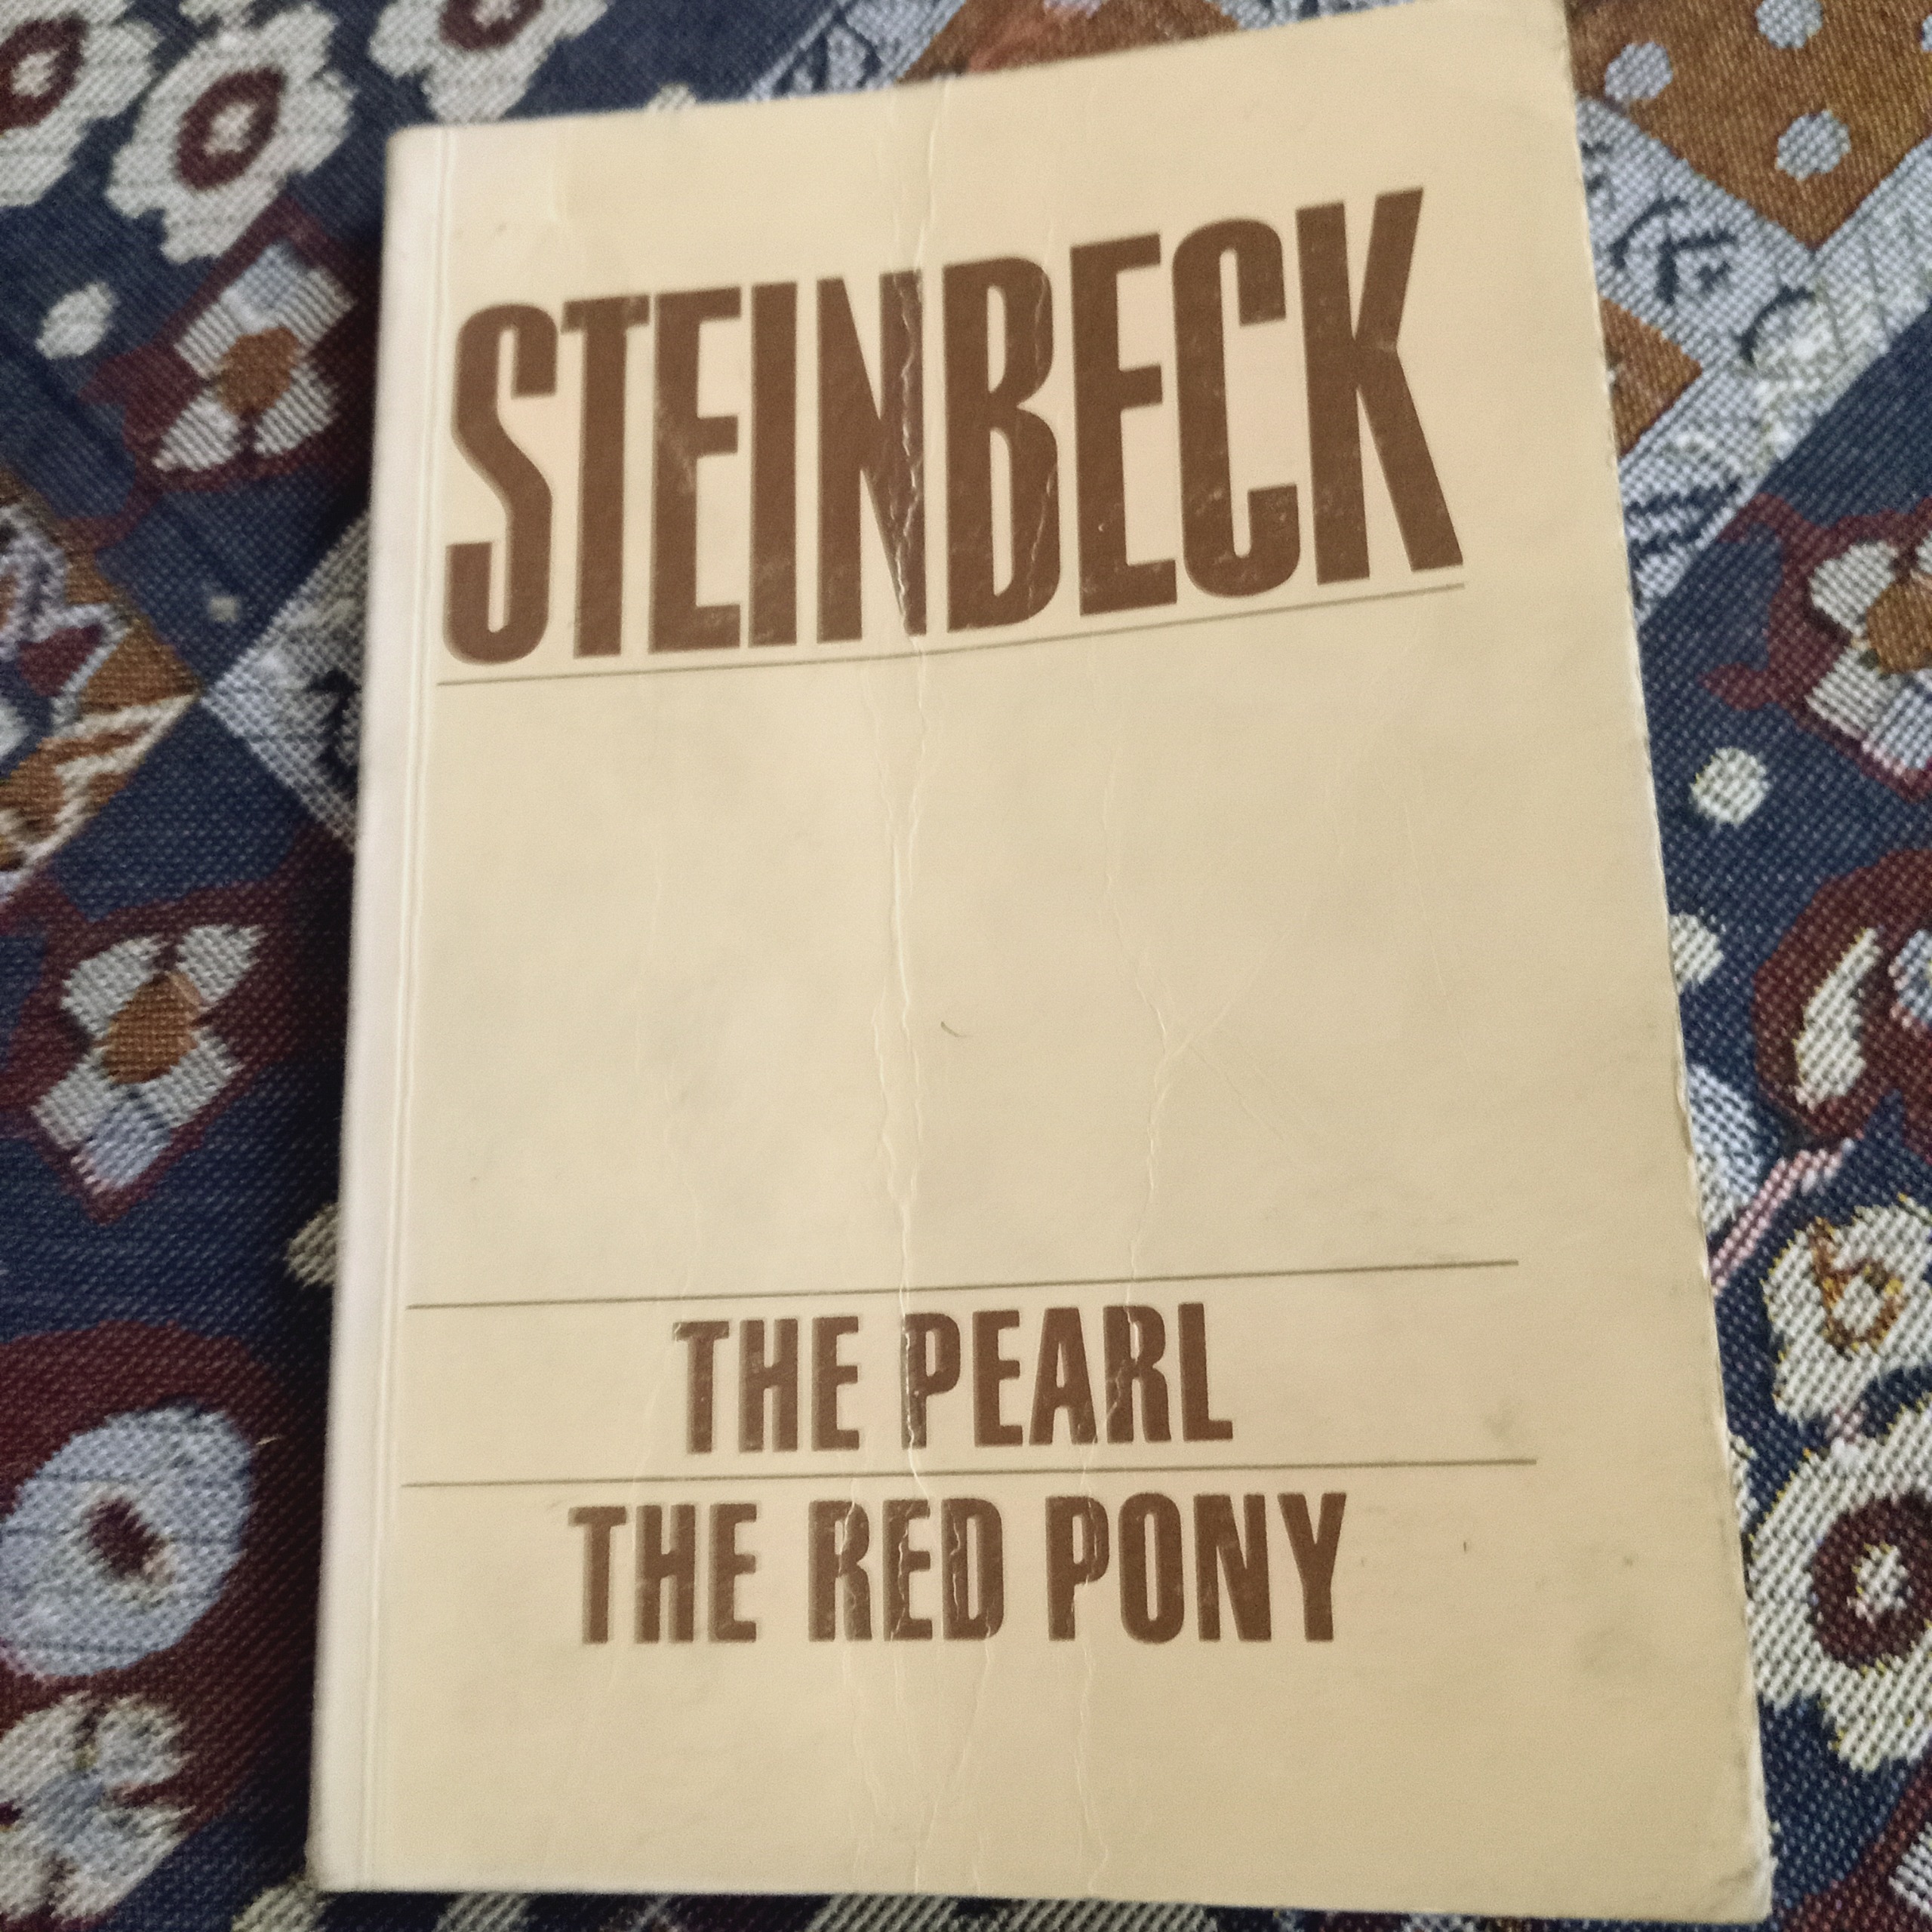 STEINBECK
THE PEARL
THE RED PONY